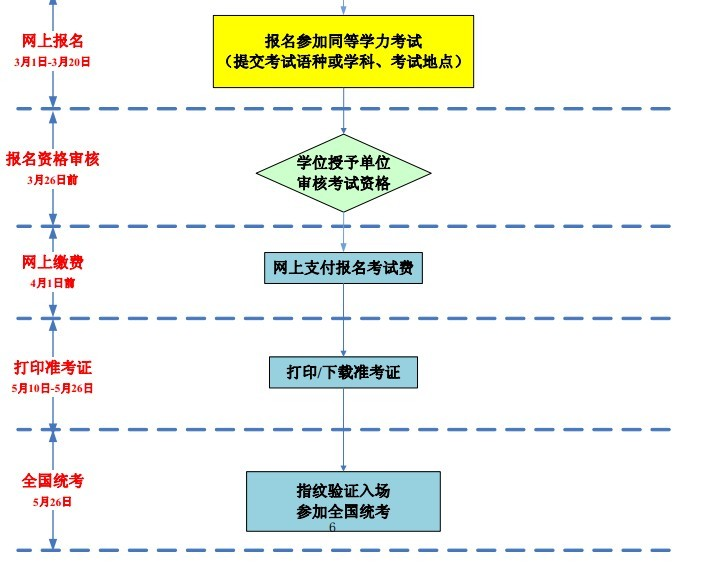 网上报名
3月1日-3月20日
报名参加同等学力考试
（提交考试语种或学科、考试地点）
报名资格审核
3月26日前
学位授予单位
审核考试资格
网上缴费
4月1日前
网上支付报名考试费
打印准考证
5月10日-5月26日
打印/下载准考证
全国统考
5月26日
指纹验证入场
参加全国统考
6